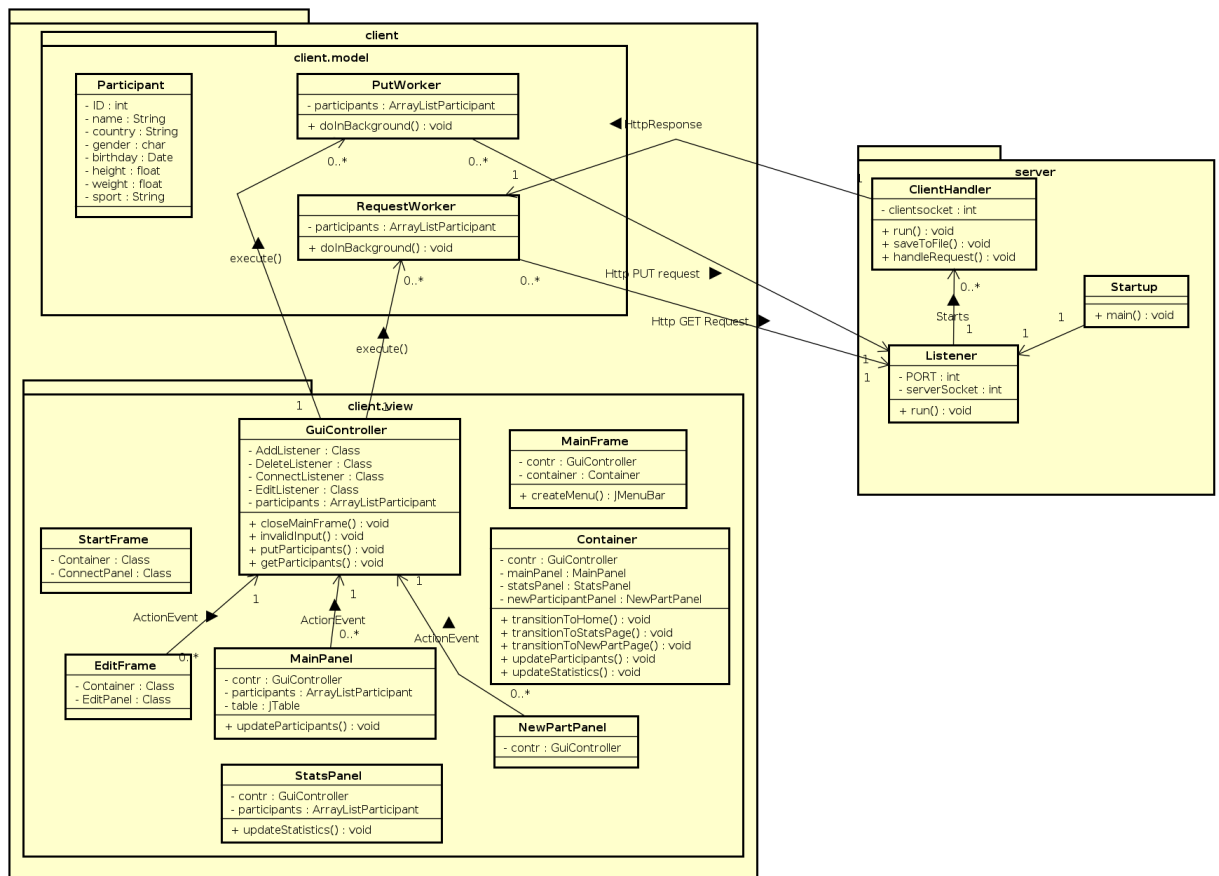 client
client.model
Participant
- ID : int
- name : String
- country : String
- gender : char
- birthday : Date
- height : float
- weight : float
- sport : String
PutWorker
- participants : ArrayListParticipant
+ doInBackground() : void
0..*
0..*
1
RequestWorker
- participants : ArrayListParticipant
+ doInBackground() : void
0..*
0..*
execute()
execute()
HttpResponse
Http PUT request
Http GET Request
server
1
ClientHandler
- clientsocket : int
+ run() : void
+ saveToFile() : void
+ handleRequest() : void
0..*
Starts
1
Startup
+ main() : void
1
1
Listener
- PORT : int
- serverSocket : int
+ run() : void
1
1
client.view
1
1
GuiController
- AddListener : Class
- DeleteListener : Class
- ConnectListener : Class
- EditListener : Class
- participants : ArrayListParticipant
+ closeMainFrame() : void
+ invalidInput() : void
+ putParticipants() : void
+ getParticipants() : void
MainFrame
- contr : GuiController
- container : Container
+ createMenu() : JMenuBar
StartFrame
- Container : Class
- ConnectPanel : Class
Container
- contr : GuiController
- mainPanel : MainPanel
- statsPanel : StatsPanel
- newParticipantPanel : NewPartPanel
+ transitionToHome() : void
+ transitionToStatsPage() : void
+ transitionToNewPartPage() : void
+ updateParticipants() : void
+ updateStatistics() : void
1
1
1
ActionEvent
ActionEvent
ActionEvent
0..*
0..*
0..*
EditFrame
- Container : Class
- EditPanel : Class
MainPanel
- contr : GuiController
- participants : ArrayListParticipant
- table : JTable
+ updateParticipants() : void
NewPartPanel
- contr : GuiController
StatsPanel
- contr : GuiController
- participants : ArrayListParticipant
+ updateStatistics() : void